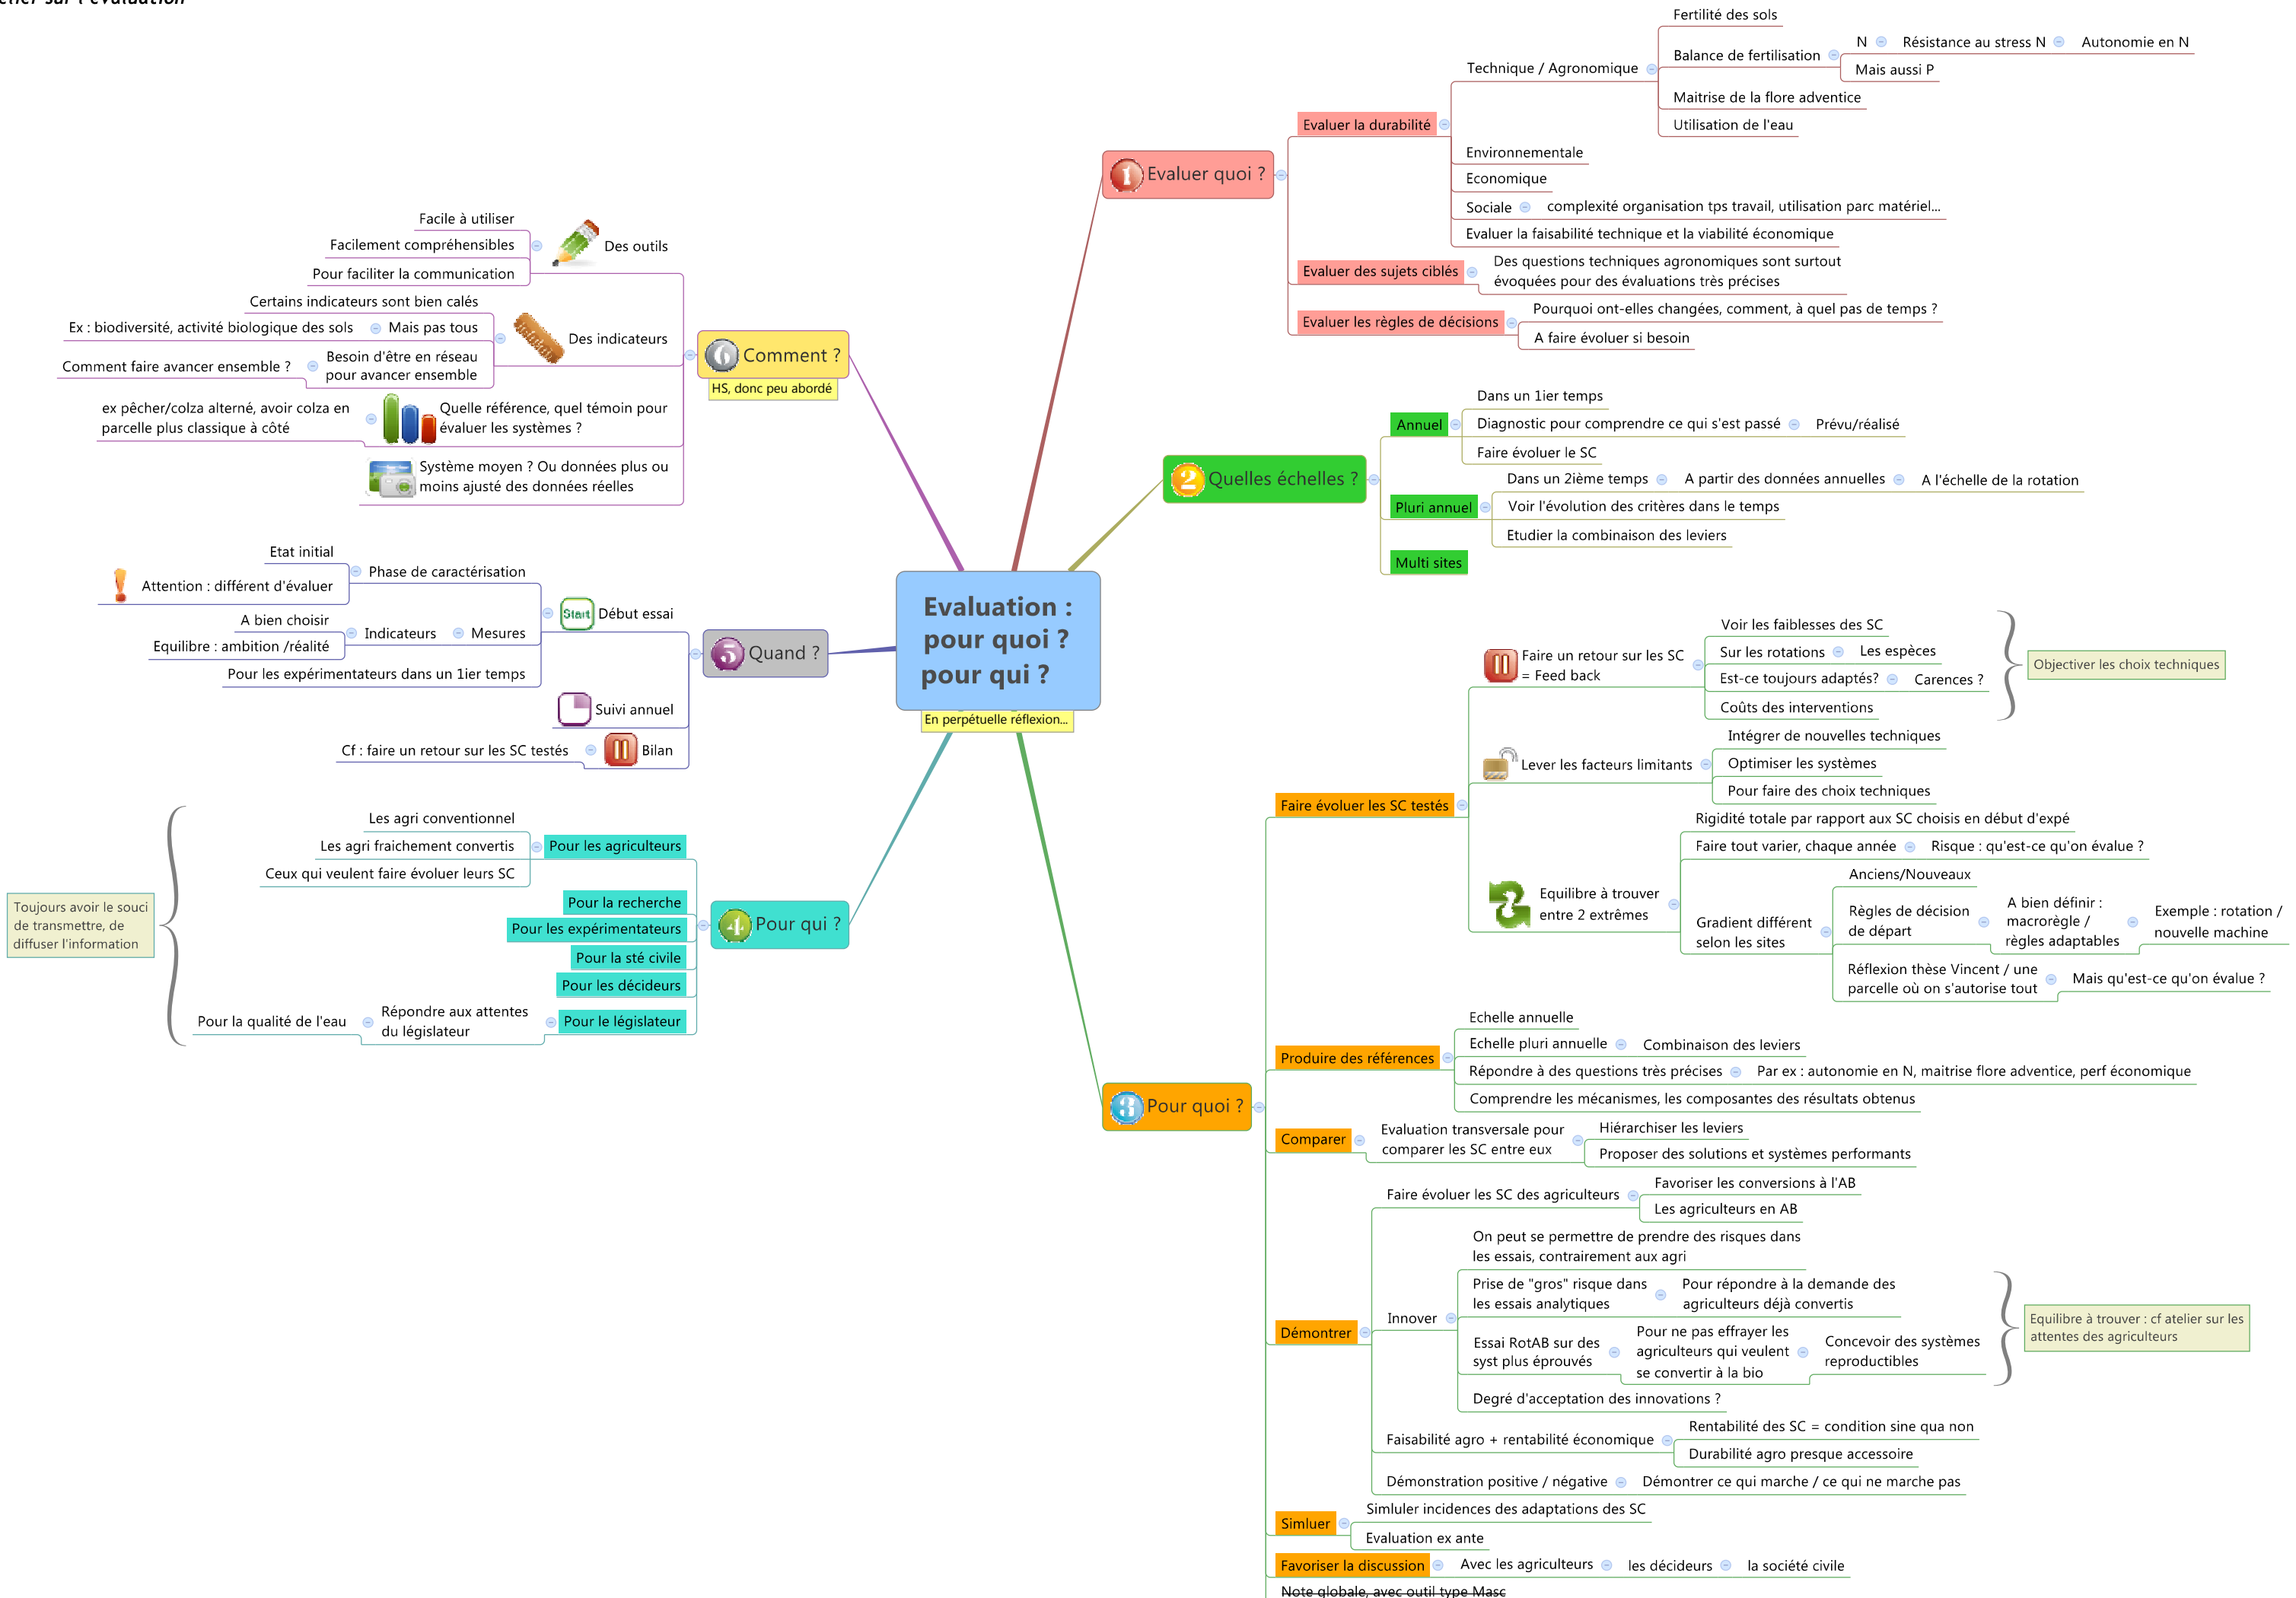 Evaluation :
pour quoi ?
pour qui ?
En perpétuelle réflexion...
1
Evaluer quoi ?
Evaluer la durabilité
Technique / Agronomique
Fertilité des sols
Balance de fertilisation
N
Résistance au stress N
Autonomie en N
Mais aussi P
Maitrise de la flore adventice
Utilisation de l'eau
Environnementale
Economique
Sociale
complexité organisation tps travail, utilisation parc matériel...
Evaluer la faisabilité technique et la viabilité économique
Evaluer des sujets ciblés
Des questions techniques agronomiques sont surtout
évoquées pour des évaluations très précises
Evaluer les règles de décisions
Pourquoi ont-elles changées, comment, à quel pas de temps ?
A faire évoluer si besoin
2
Quelles échelles ?
Annuel
Dans un 1ier temps
Diagnostic pour comprendre ce qui s'est passé
Prévu/réalisé
Faire évoluer le SC
Pluri annuel
Dans un 2ième temps
A partir des données annuelles
A l'échelle de la rotation
Voir l'évolution des critères dans le temps
Etudier la combinaison des leviers
Multi sites
3
Pour quoi ?
Faire évoluer les SC testés
Faire un retour sur les SC
= Feed back
Voir les faiblesses des SC
Sur les rotations
Les espèces
Est-ce toujours adaptés?
Carences ?
Coûts des interventions
Objectiver les choix techniques
Lever les facteurs limitants
Intégrer de nouvelles techniques
Optimiser les systèmes
Pour faire des choix techniques
Equilibre à trouver
entre 2 extrêmes
Rigidité totale par rapport aux SC choisis en début d'expé
Faire tout varier, chaque année
Risque : qu'est-ce qu'on évalue ?
Gradient différent
selon les sites
Anciens/Nouveaux
Règles de décision
de départ
A bien définir :
macrorègle /
règles adaptables
Exemple : rotation /
nouvelle machine
Réflexion thèse Vincent / une
parcelle où on s'autorise tout
Mais qu'est-ce qu'on évalue ?
Produire des références
Echelle annuelle
Echelle pluri annuelle
Combinaison des leviers
Répondre à des questions très précises
Par ex : autonomie en N, maitrise flore adventice, perf économique
Comprendre les mécanismes, les composantes des résultats obtenus
Comparer
Evaluation transversale pour
comparer les SC entre eux
Hiérarchiser les leviers
Proposer des solutions et systèmes performants
Démontrer
Faire évoluer les SC des agriculteurs
Favoriser les conversions à l'AB
Les agriculteurs en AB
Innover
On peut se permettre de prendre des risques dans
les essais, contrairement aux agri
Prise de "gros" risque dans
les essais analytiques
Pour répondre à la demande des
agriculteurs déjà convertis
Essai RotAB sur des
syst plus éprouvés
Pour ne pas effrayer les
agriculteurs qui veulent
se convertir à la bio
Concevoir des systèmes
reproductibles
Degré d'acceptation des innovations ?
Equilibre à trouver : cf atelier sur les
attentes des agriculteurs
Faisabilité agro + rentabilité économique
Rentabilité des SC = condition sine qua non
Durabilité agro presque accessoire
Démonstration positive / négative
Démontrer ce qui marche / ce qui ne marche pas
Simluer
Simluler incidences des adaptations des SC
Evaluation ex ante
Favoriser la discussion
Avec les agriculteurs
les décideurs
la société civile
Note globale, avec outil type Masc
4
Pour qui ?
Pour les agriculteurs
Les agri conventionnel
Les agri fraichement convertis
Ceux qui veulent faire évoluer leurs SC
Pour la recherche
Pour les expérimentateurs
Pour la sté civile
Pour les décideurs
Pour le législateur
Répondre aux attentes
du législateur
Pour la qualité de l'eau
Toujours avoir le souci
de transmettre, de
diffuser l'information
5
Quand ?
Start
Début essai
Phase de caractérisation
Etat initial
Attention : différent d'évaluer
Mesures
Indicateurs
A bien choisir
Equilibre : ambition /réalité
Pour les expérimentateurs dans un 1ier temps
Suivi annuel
Bilan
Cf : faire un retour sur les SC testés
6
Comment ?
HS, donc peu abordé
Des outils
Facile à utiliser
Facilement compréhensibles
Pour faciliter la communication
Des indicateurs
Certains indicateurs sont bien calés
Mais pas tous
Ex : biodiversité, activité biologique des sols
Besoin d'être en réseau
pour avancer ensemble
Comment faire avancer ensemble ?
Quelle référence, quel témoin pour
évaluer les systèmes ?
ex pêcher/colza alterné, avoir colza en
parcelle plus classique à côté
Système moyen ? Ou données plus ou
moins ajusté des données réelles